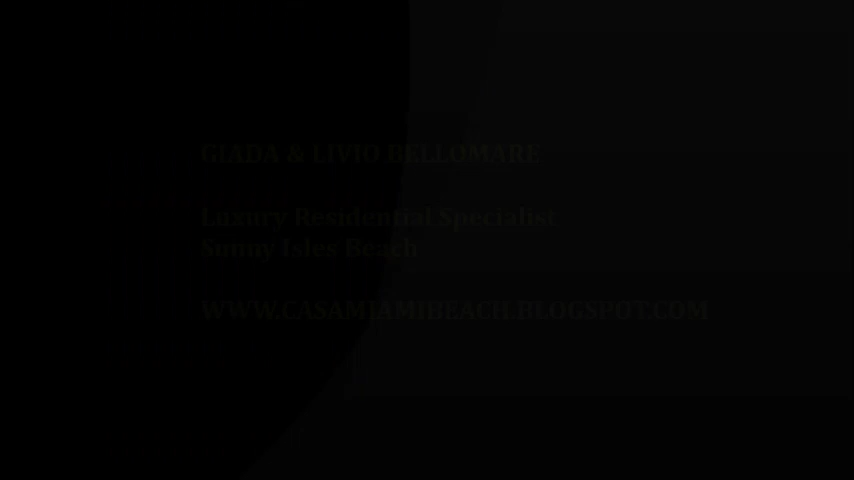 GIADA & LIVIO BELLOMARE
Luxury Residential Specialist
Sunny Isles Beach
WWW.CASAMIAMIBEACH.BLOGSPOT.COM